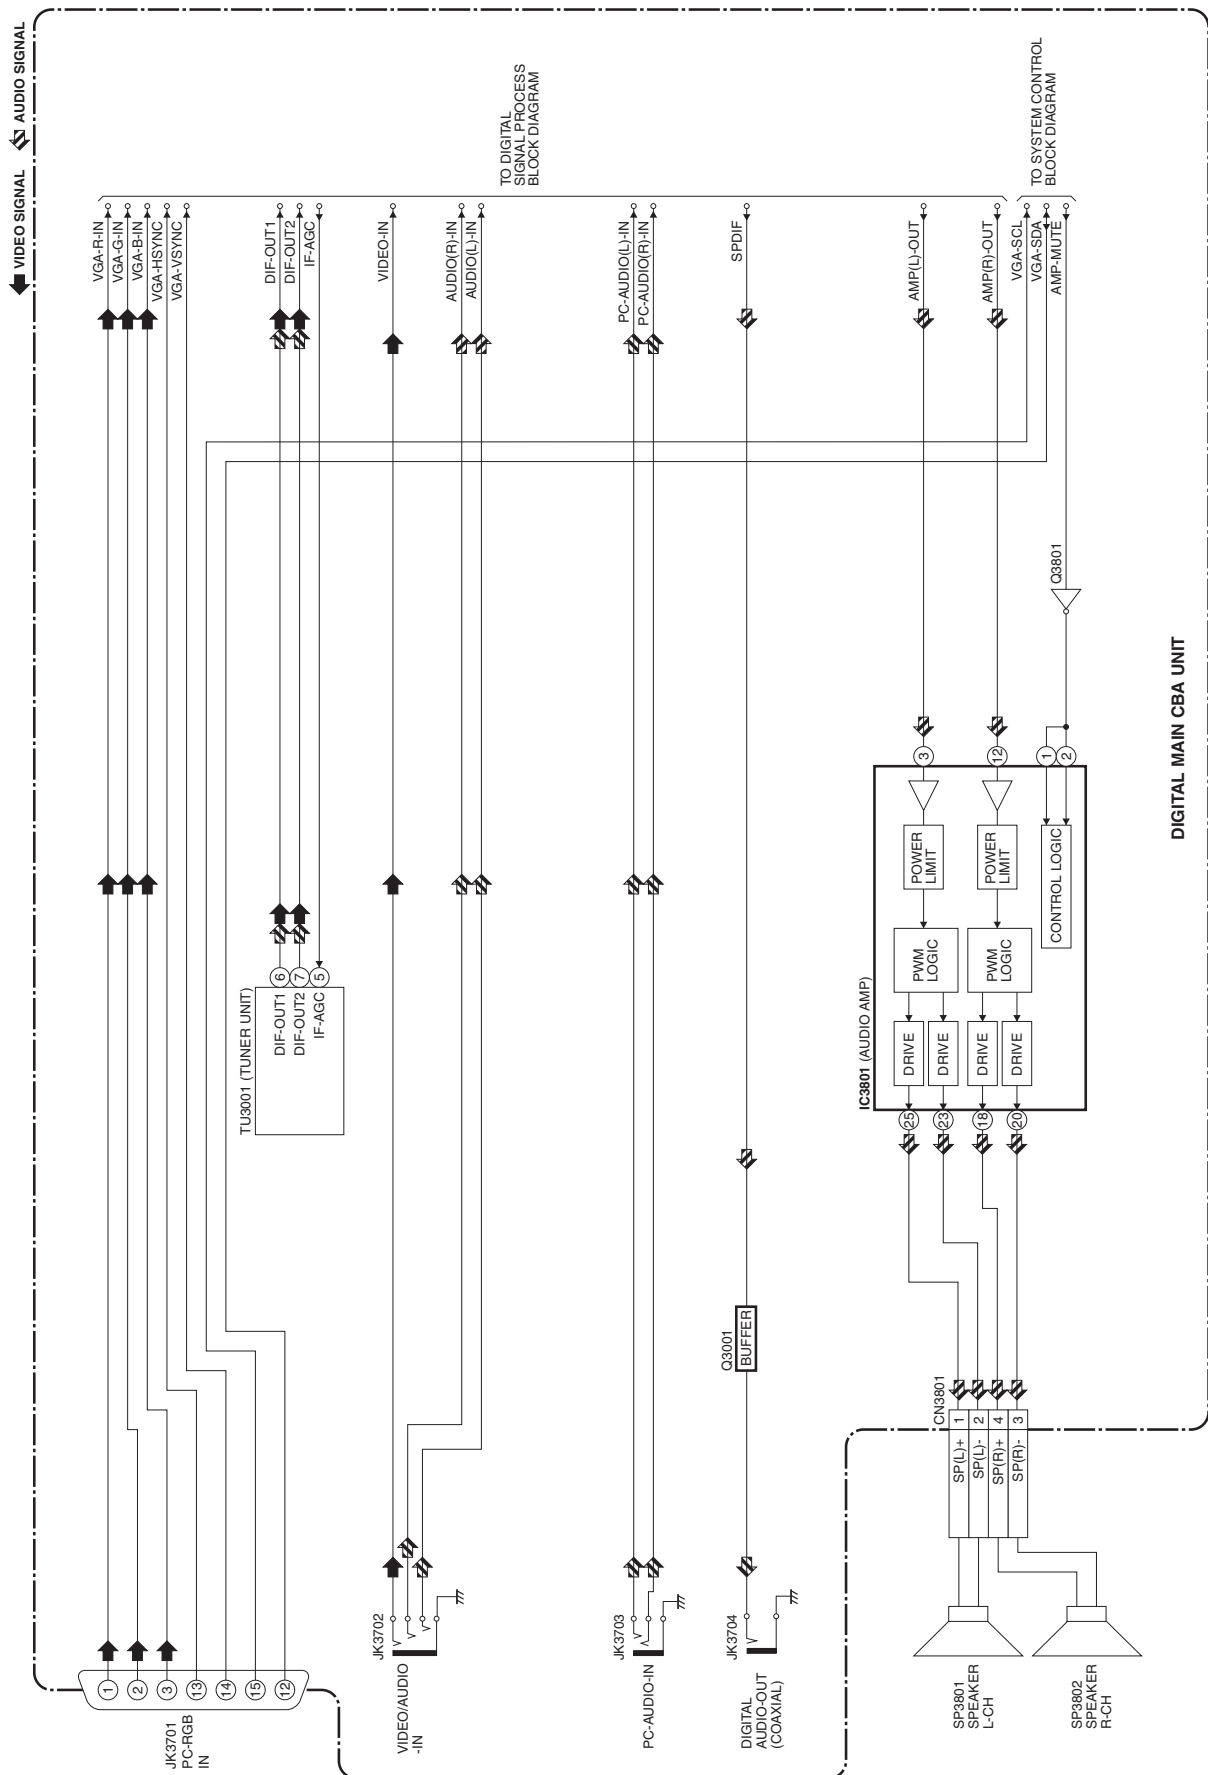 VIDEO SIGNAL
AUDIO SIGNAL
JK3701
PC-RGB
IN
1
2
3
13
14
15
12
VGA-R-IN
VGA-G-IN
VGA-B-IN
VGA-HSYNC
VGA-VSYNC
TU3001 (TUNER UNIT)
DIF-OUT1
DIF-OUT2
IF-AGC
6
7
5
DIF-OUT1
DIF-OUT2
IF-AGC
JK3702
VIDEO/AUDIO
-IN
VIDEO-IN
AUDIO(R)-IN
AUDIO(L)-IN
TO DIGITAL
SIGNAL PROCESS
BLOCK DIAGRAM
JK3703
PC-AUDIO-IN
PC-AUDIO(L)-IN
PC-AUDIO(R)-IN
JK3704
DIGITAL
AUDIO-OUT
(COAXIAL)
Q3001
BUFFER
SPDIF
IC3801 (AUDIO AMP)
25
23
18
20
DRIVE
DRIVE
DRIVE
DRIVE
PWM
LOGIC
PWM
LOGIC
POWER
LIMIT
POWER
LIMIT
CONTROL LOGIC
3
12
1
2
AMP(L)-OUT
AMP(R)-OUT
VGA-SCL
VGA-SDA
AMP-MUTE
Q3801
TO SYSTEM CONTROL
BLOCK DIAGRAM
CN3801
SP(L)+ 1
SP(L)- 2
SP(R)+ 4
SP(R)- 3
SP3801
SPEAKER
L-CH
SP3802
SPEAKER
R-CH
DIGITAL MAIN CBA UNIT